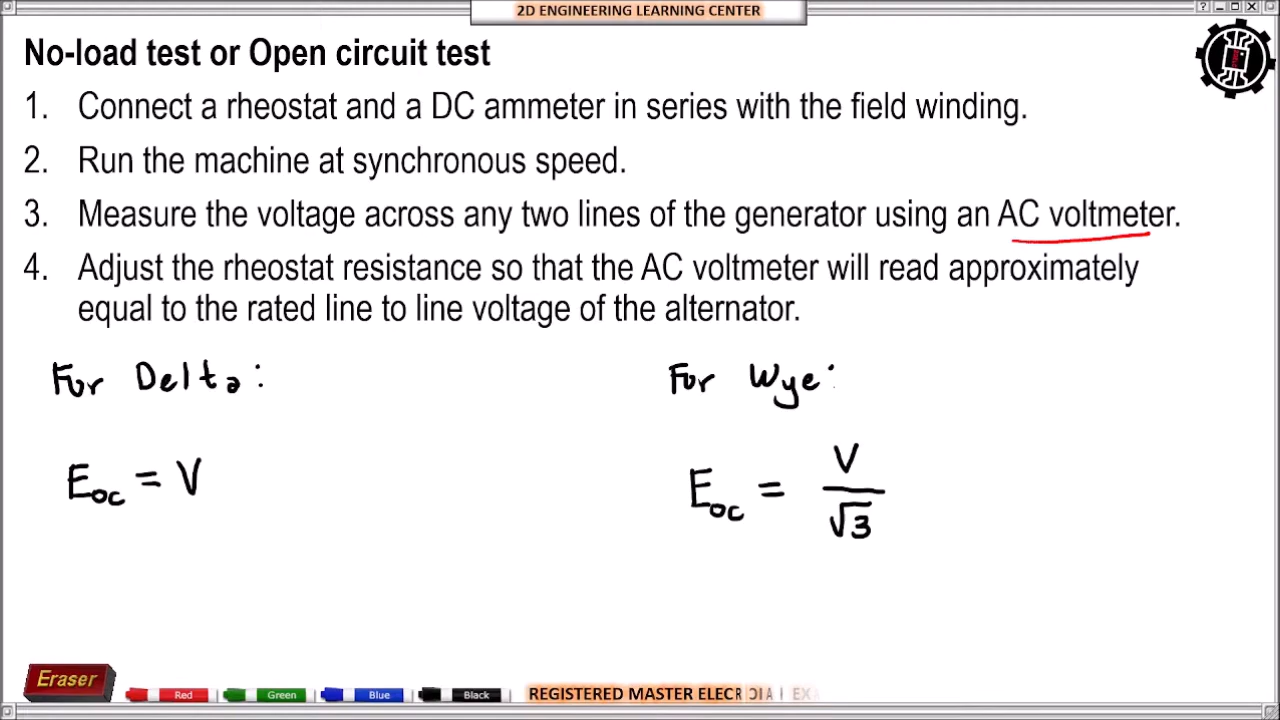 2D ENGINEERING LEARNING CENTER
No-load test or Open circuit test
1. Connect a rheostat and a DC ammeter in series with the field winding.
2. Run the machine at synchronous speed.
3. Measure the voltage across any two lines of the generator using an AC voltmeter.
4. Adjust the rheostat resistance so that the AC voltmeter will read approximately
equal to the rated line to line voltage of the alternator.
For Delta:
For Wye:
Eoc = V
Eoc = V/√3
Eraser
Red
Green
Blue
Black
REGISTERED MASTER